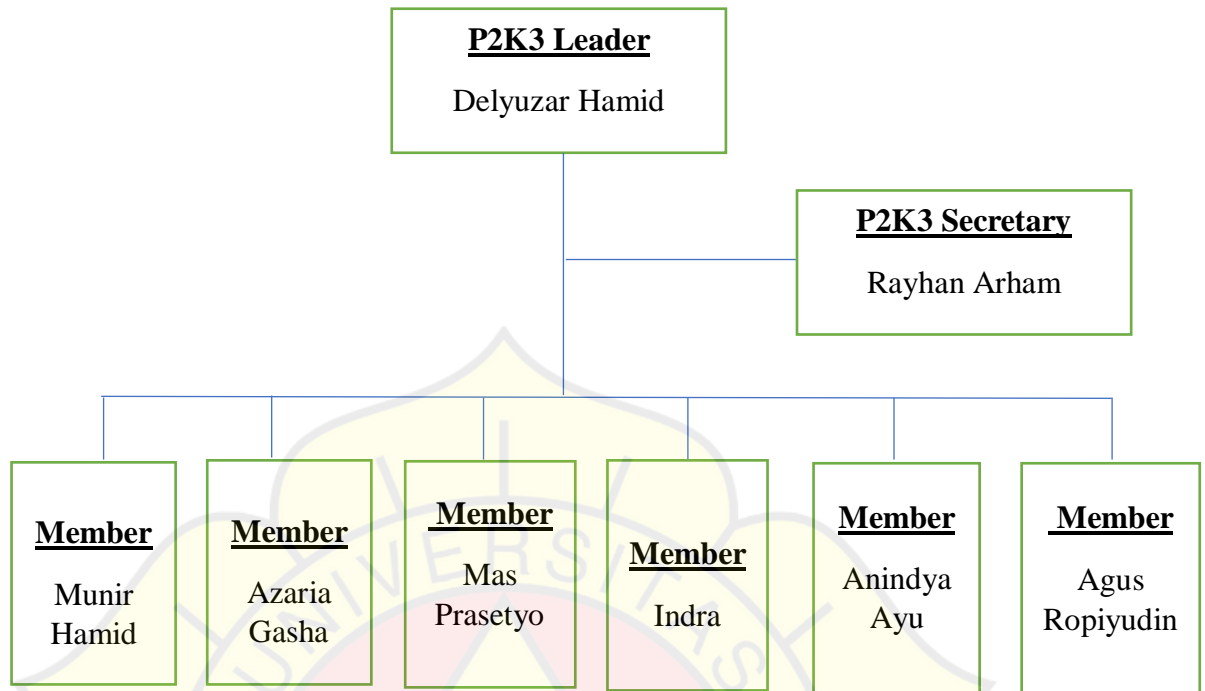 P2K3 Leader
Delyuzar Hamid
P2K3 Secretary
Rayhan Arham
Member
Munir
Hamid
Member
Azaria
Gasha
Member
Mas
Prasetyo
Member
Indra
Member
Anindya
Ayu
Member
Agus
Ropiyudin
UNIVERSITAS